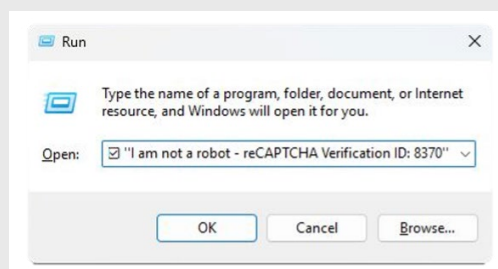 Run
Type the name of a program, folder, document, or Internet
resource, and Windows will open it for you.
Open: ☑ "I am not a robot - reCAPTCHA Verification ID: 8370"
OK Cancel Browse...